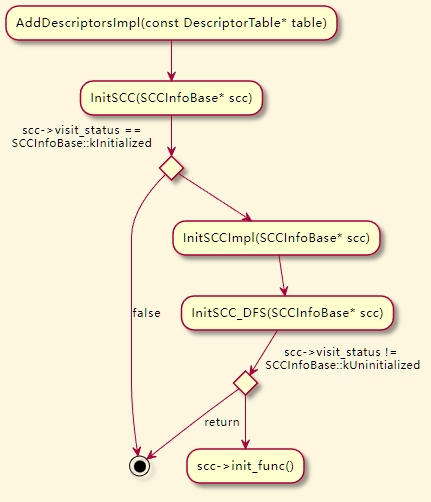 AddDescriptorsImpl(const DescriptorTable* table)
InitSCC(SCCInfoBase* scc)
scc->visit_status ==
SCCInfoBase::kInitialized
InitSCCImpl(SCCInfoBase* scc)
InitSCC_DFS(SCCInfoBase* scc)
false
scc->visit_status !=
SCCInfoBase::kUninitialized
return
scc->init_func()